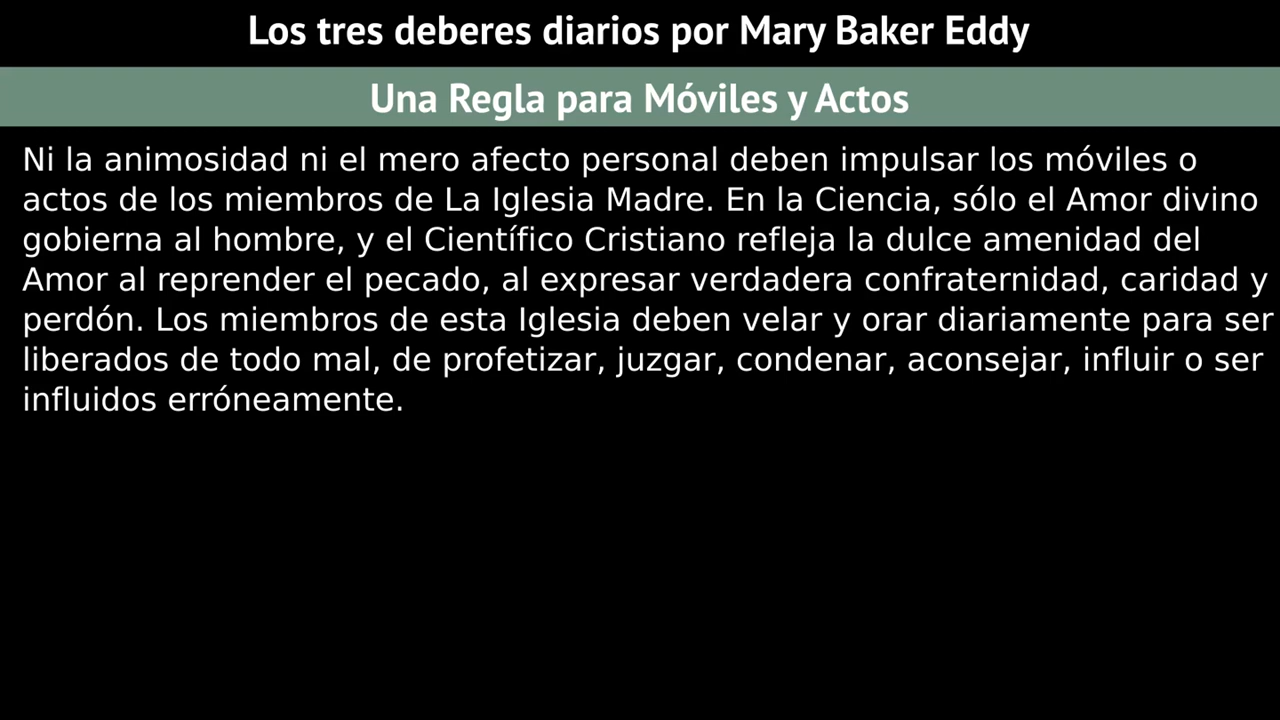 Los tres deberes diarios por Mary Baker Eddy
Una Regla para Móviles y Actos
Ni la animosidad ni el mero afecto personal deben impulsar los móviles o
actos de los miembros de La Iglesia Madre. En la Ciencia, sólo el Amor divino
gobierna al hombre, y el Científico Cristiano refleja la dulce amenidad del
Amor al reprender el pecado, al expresar verdadera confraternidad, caridad y
perdón. Los miembros de esta Iglesia deben velar y orar diariamente para ser
liberados de todo mal, de profetizar, juzgar, condenar, aconsejar, influir o ser
influidos erróneamente.